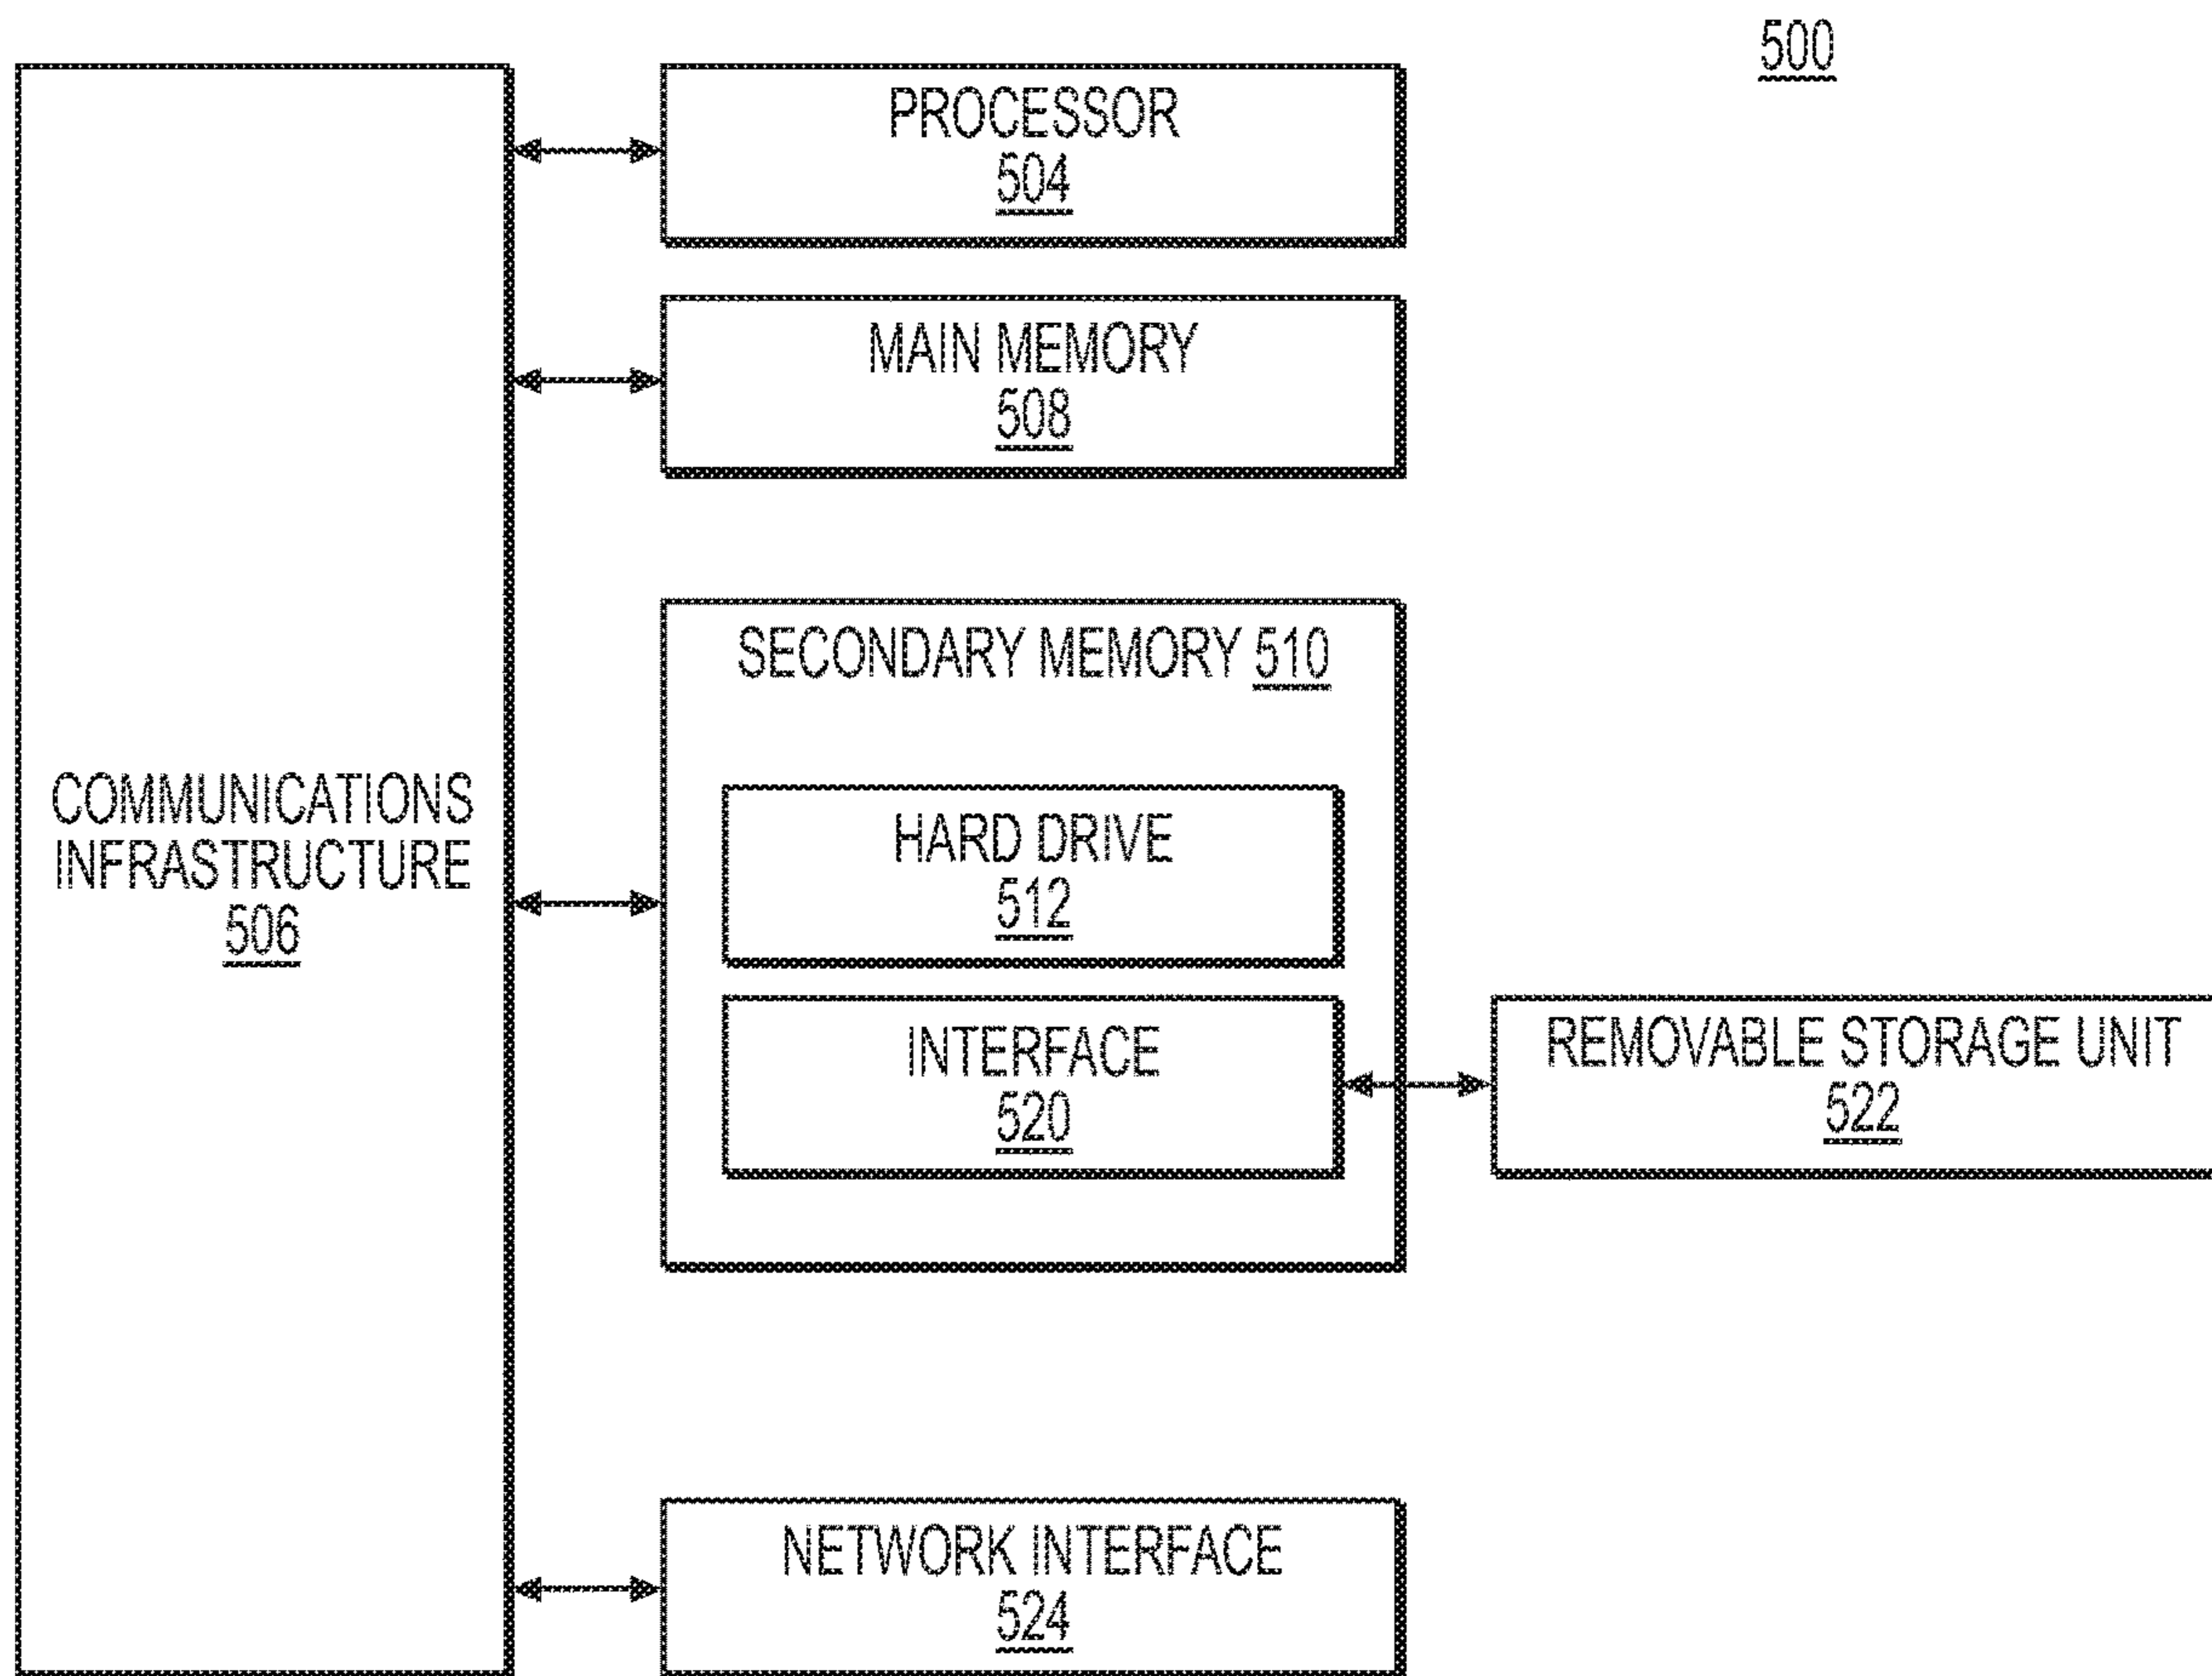 500
PROCESSOR
504
MAIN MEMORY
508
SECONDARY MEMORY 510
COMMUNICATIONS
INFRASTRUCTURE
506
HARD DRIVE
512
INTERFACE
520
REMOVABLE STORAGE UNIT
522
NETWORK INTERFACE
524